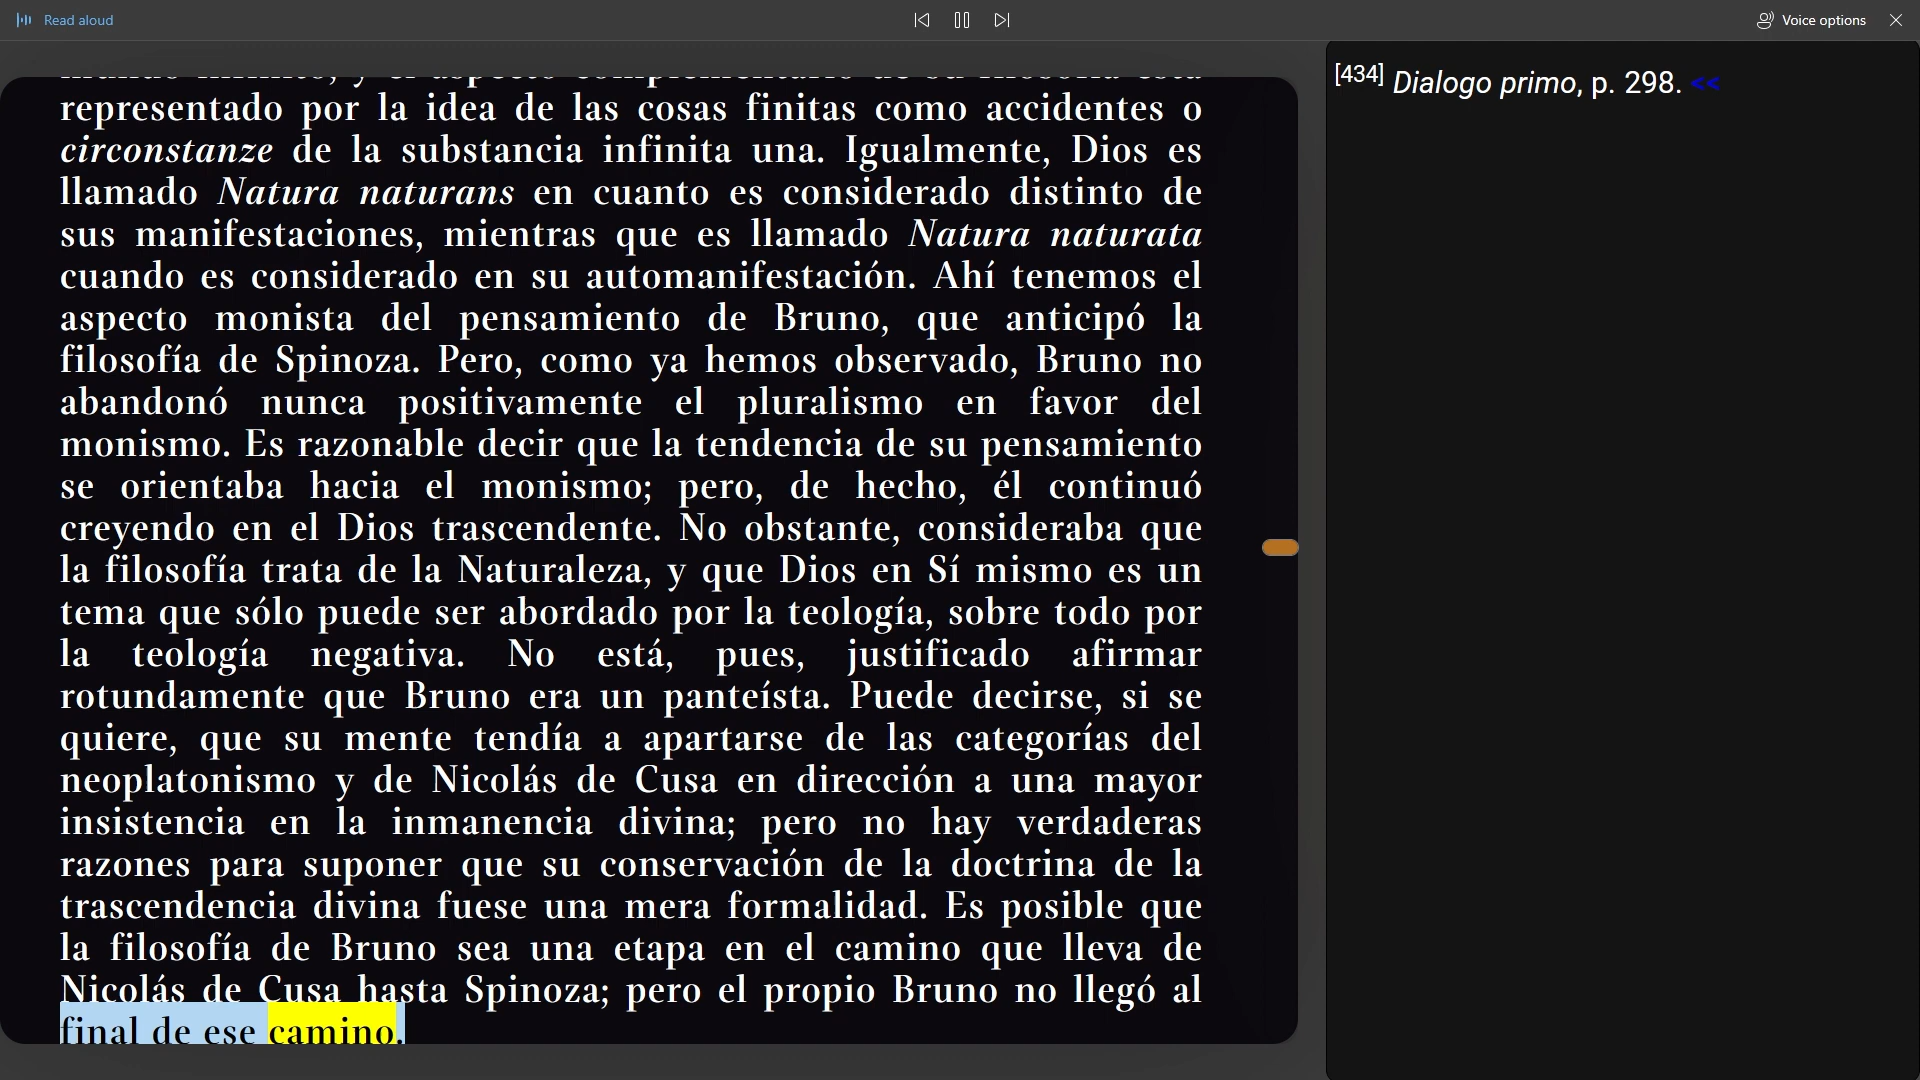 Read aloud
Voice options
mundo infinito, y el aspecto complementario de su filosofía está
representado por la idea de las cosas finitas como accidentes o
circonstanze de la substancia infinita una. Igualmente, Dios es
llamado Natura naturans en cuanto es considerado distinto de
sus manifestaciones, mientras que es llamado Natura naturata
cuando es considerado en su automanifestación. Ahí tenemos el
aspecto monista del pensamiento de Bruno, que anticipó la
filosofía de Spinoza. Pero, como ya hemos observado, Bruno no
abandonó nunca positivamente el pluralismo en favor del
monismo. Es razonable decir que la tendencia de su pensamiento
se orientaba hacia el monismo; pero, de hecho, él continuó
creyendo en el Dios trascendente. No obstante, consideraba que
la filosofía trata de la Naturaleza, y que Dios en Sí mismo es un
tema que sólo puede ser abordado por la teología, sobre todo por
la teología negativa. No está, pues, justificado afirmar
rotundamente que Bruno era un panteísta. Puede decirse, si se
quiere, que su mente tendía a apartarse de las categorías del
neoplatonismo y de Nicolás de Cusa en dirección a una mayor
insistencia en la inmanencia divina; pero no hay verdaderas
razones para suponer que su conservación de la doctrina de la
trascendencia divina fuese una mera formalidad. Es posible que
la filosofía de Bruno sea una etapa en el camino que lleva de
Nicolás de Cusa hasta Spinoza; pero el propio Bruno no llegó al
final de ese camino.
[434] Dialogo primo, p. 298. <<